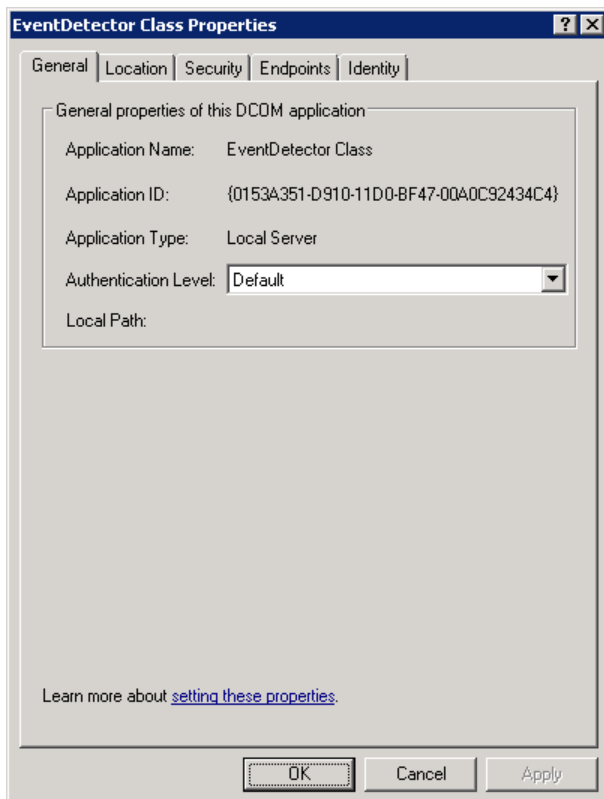 EventDetector Class Properties
General Location Security Endpoints Identity
General properties of this DCOM application
Application Name: EventDetector Class
Application ID: {0153A351-D910-11D0-BF47-00A0C92434C4}
Application Type: Local Server
Authentication Level: Default
Local Path:
Learn more about setting these properties.
OK Cancel Apply